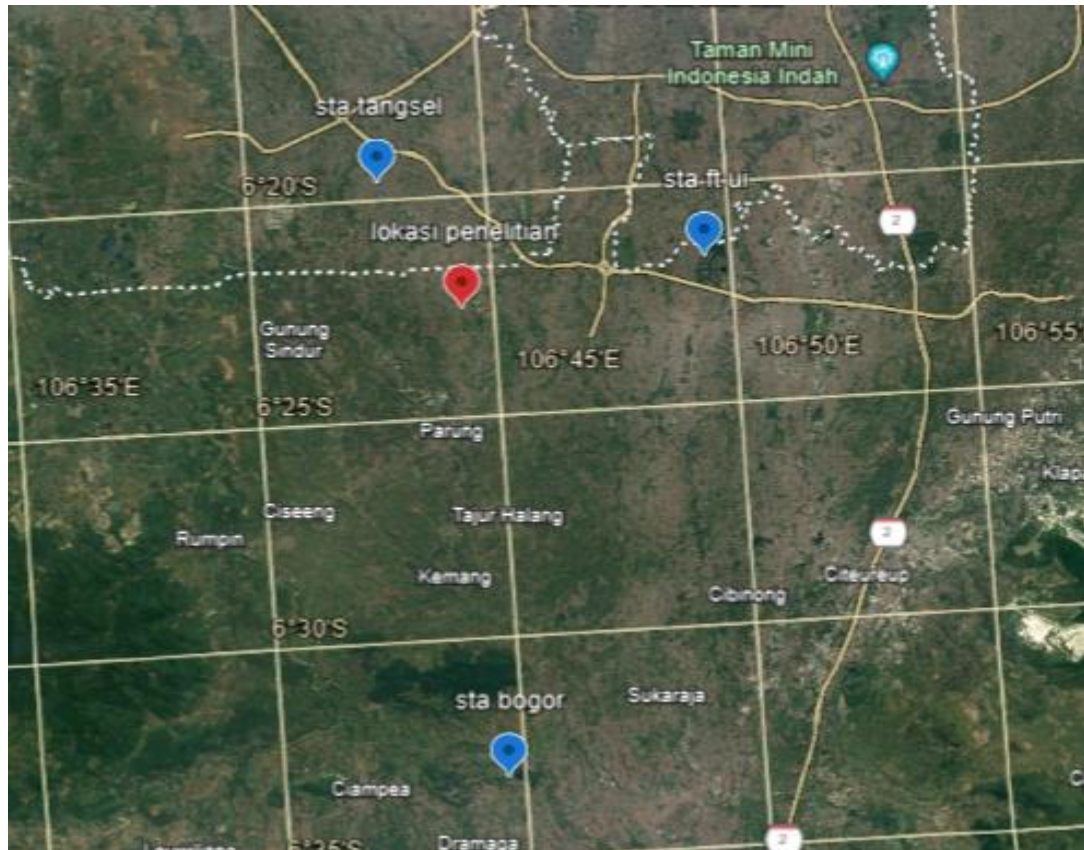 Taman Mini
Indonesia Indah
sta tangsel
6°20'S
sta ft ui
lokasi penelitian
2
Gunung
Sindur
106°35'E
106°45'E
106°50'E
106°55'
6°25'S
Parung
Gunung Putri
Ciseeng
Tajur Halang
Rumpin
2
Kemang
Citeureup
Cibinong
6°30'S
sta bogor
Sukaraja
Ciampea
2
Dramaga